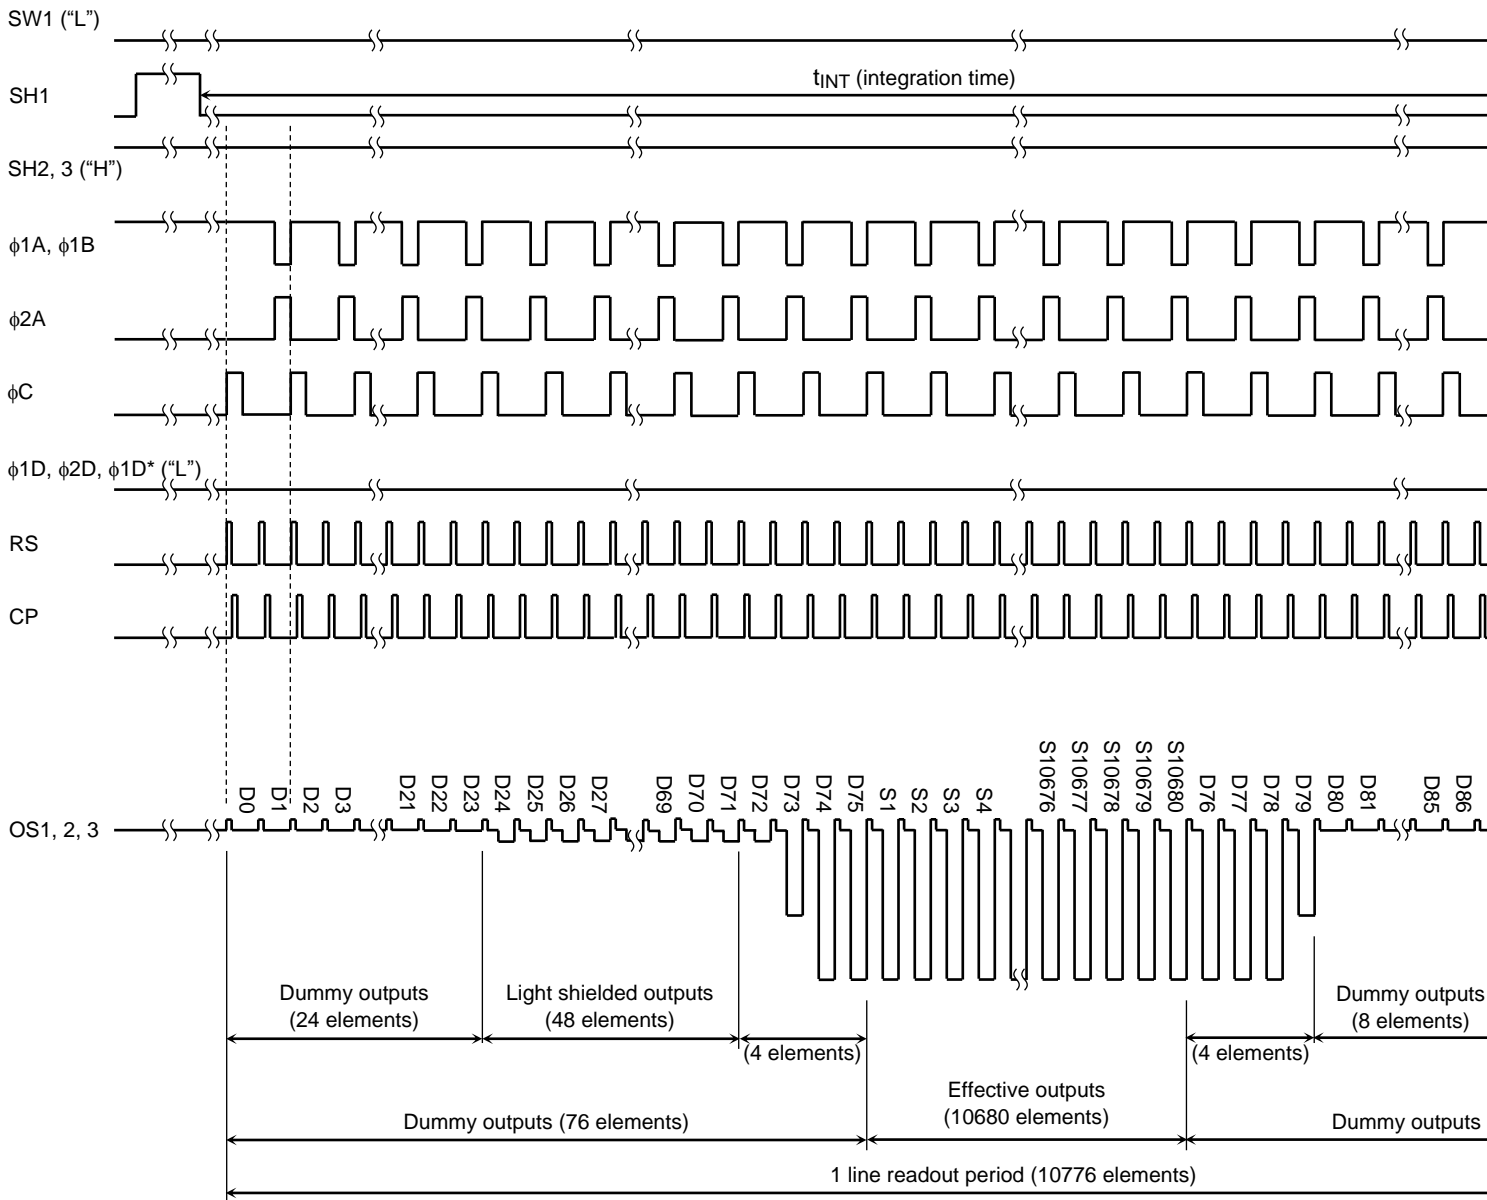 SW1 (“L”)
SH1
tINT (integration time)
SH2, 3 (“H”)
ϕ1A, ϕ1B
ϕ2A
ϕC
ϕ1D, ϕ2D, ϕ1D* (“L”)
RS
CP
OS1, 2, 3
D0
D1
D2
D3
D21
D22
D23
D24
D25
D26
D27
D69
D70
D71
D72
D73
D74
D75
S1
S2
S3
S4
S10676
S10677
S10678
S10679
S10680
D76
D77
D78
D79
D80
D81
D85
D86
Dummy outputs
(24 elements)
Light shielded outputs
(48 elements)
(4 elements)
(4 elements)
Dummy outputs
(8 elements)
Dummy outputs (76 elements)
Effective outputs
(10680 elements)
Dummy outputs
1 line readout period (10776 elements)